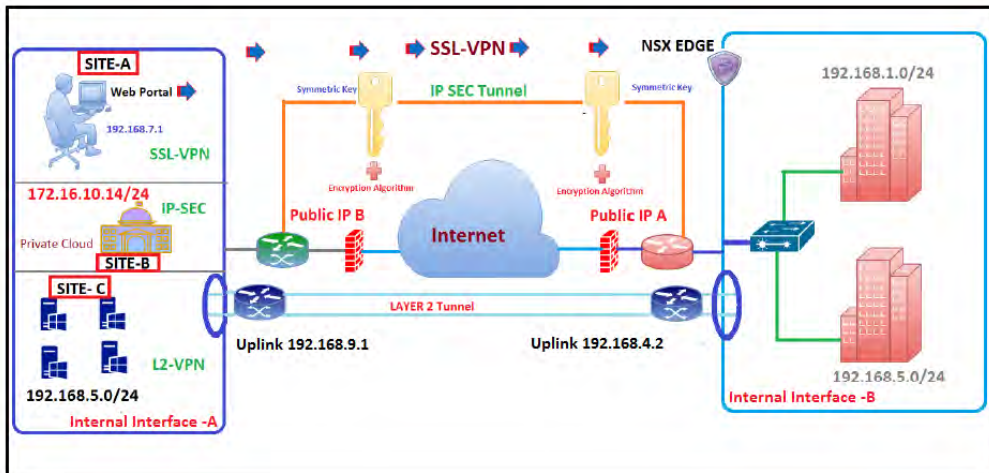 SSL-VPN
NSX EDGE
SITE-A
Web Portal
192.168.7.1
SSL-VPN
Symmetric Key
IP SEC Tunnel
Symmetric Key
192.168.1.0/24
172.16.10.14/24
IP-SEC
Private Cloud
SITE-B
Encryption Algorithm
Encryption Algorithm
Public IP B
Internet
Public IP A
SITE- C
L2-VPN
192.168.5.0/24
Internal Interface -A
LAYER 2 Tunnel
Uplink 192.168.9.1
Uplink 192.168.4.2
192.168.5.0/24
Internal Interface -B